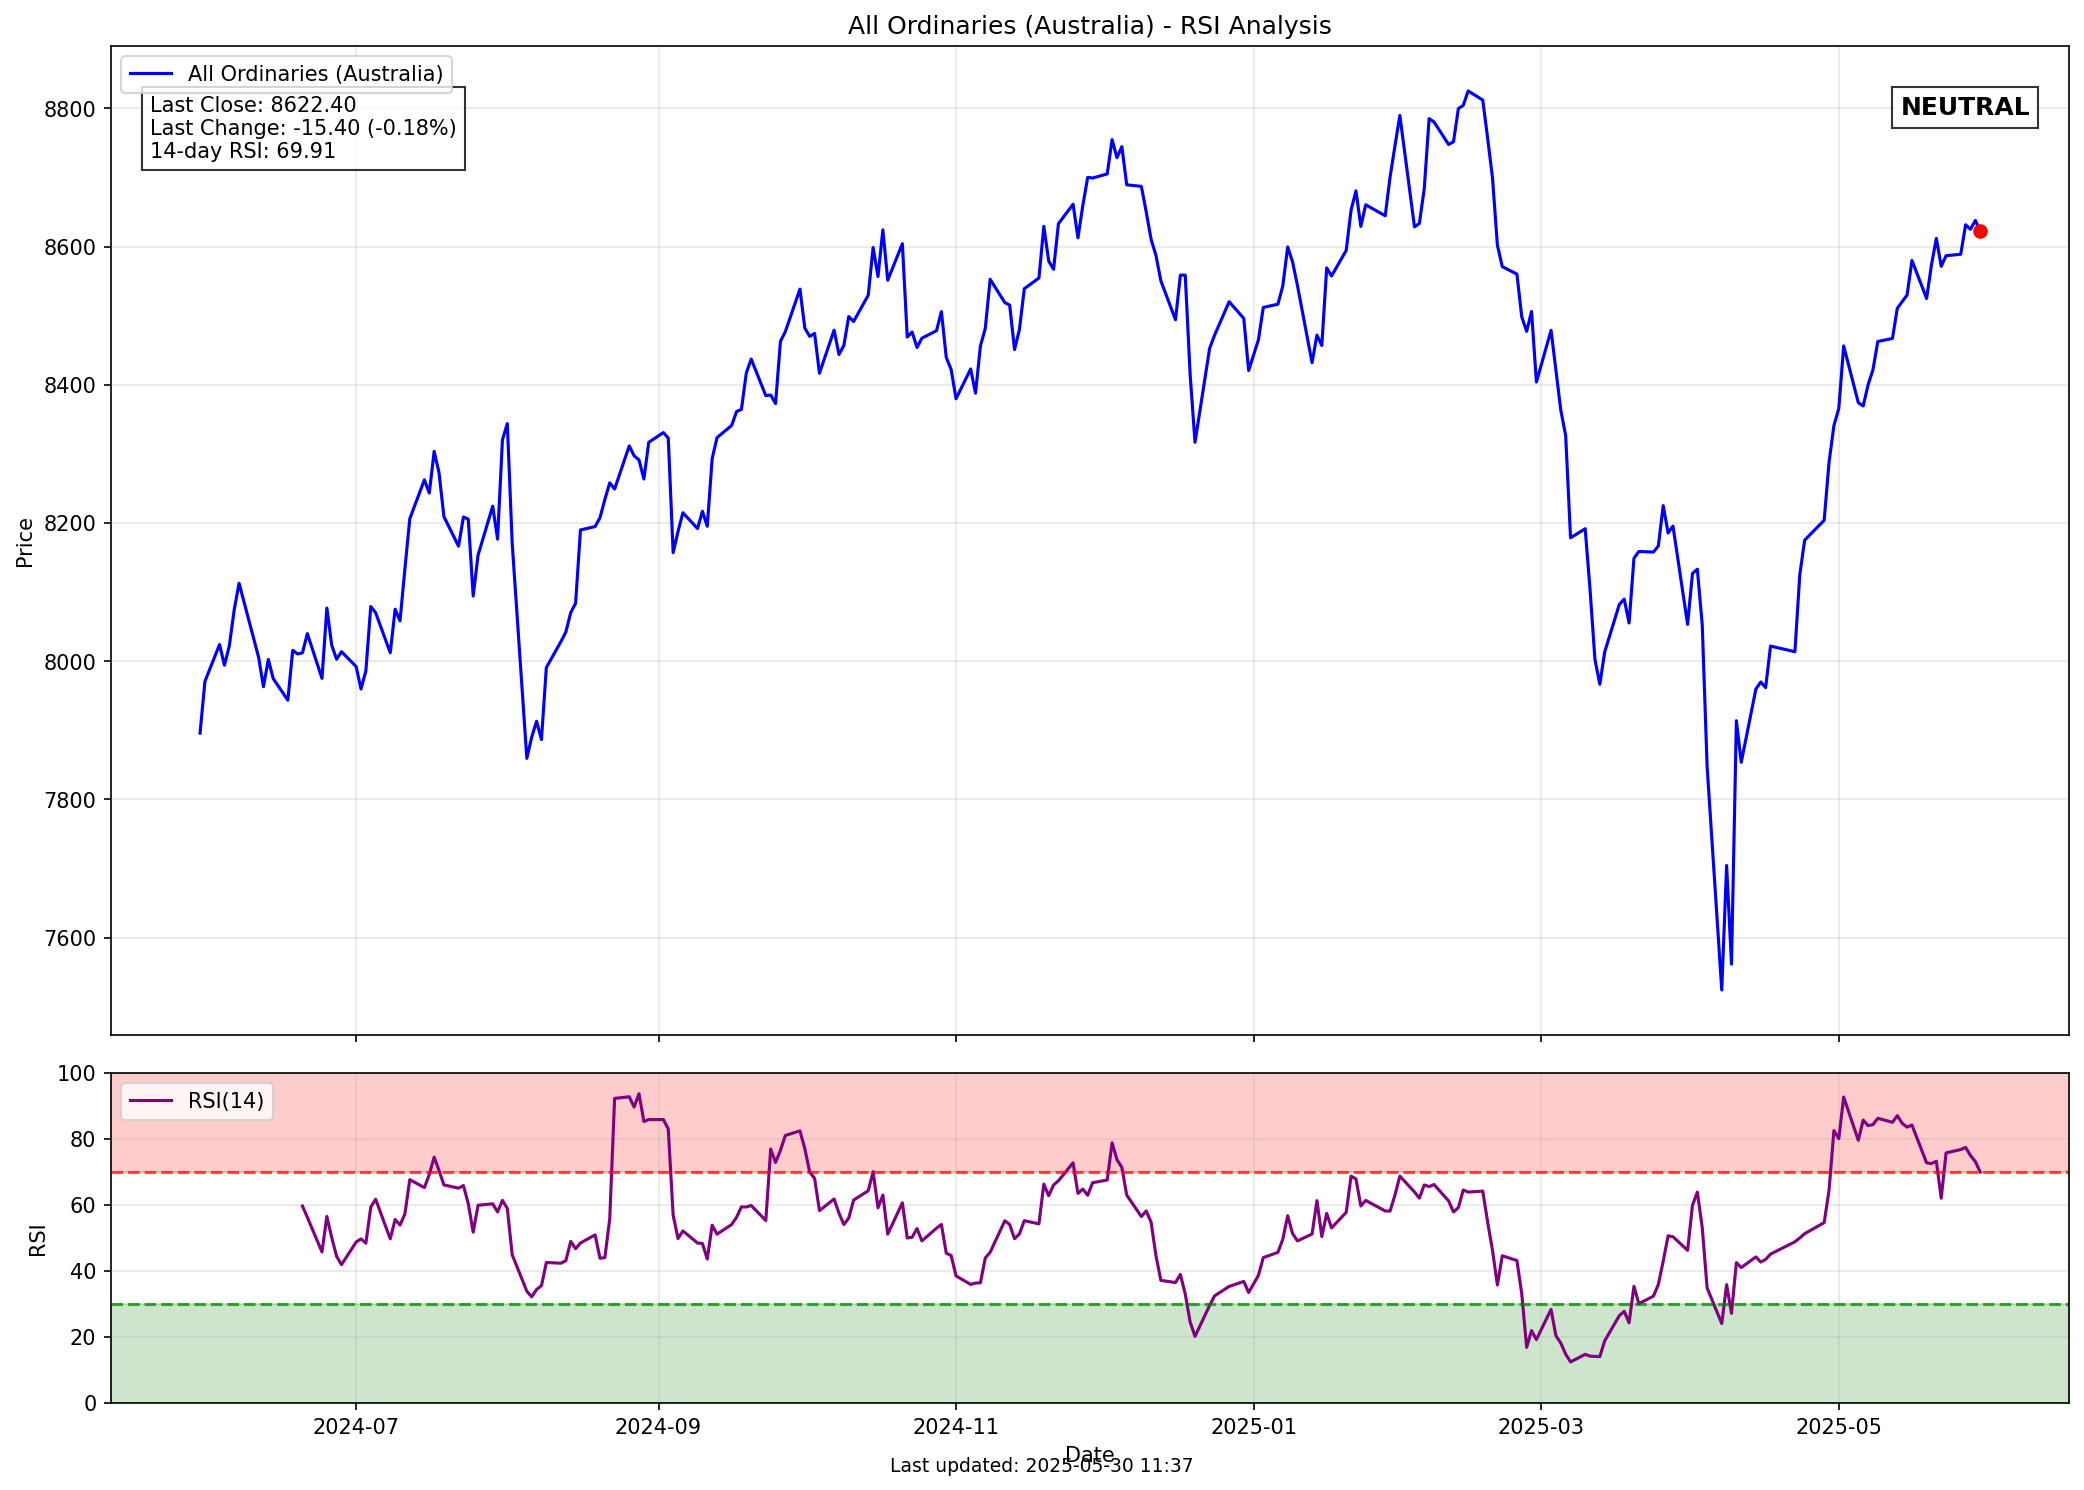 All Ordinaries (Australia) - RSI Analysis
All Ordinaries (Australia)
Last Close: 8622.40
Last Change: -15.40 (-0.18%)
14-day RSI: 69.91
NEUTRAL
Price
8800
8600
8400
8200
8000
7800
7600
RSI(14)
RSI
100
80
60
40
20
0
2024-07
2024-09
2024-11
2025-01
2025-03
2025-05
Date
Last updated: 2025-05-30 11:37